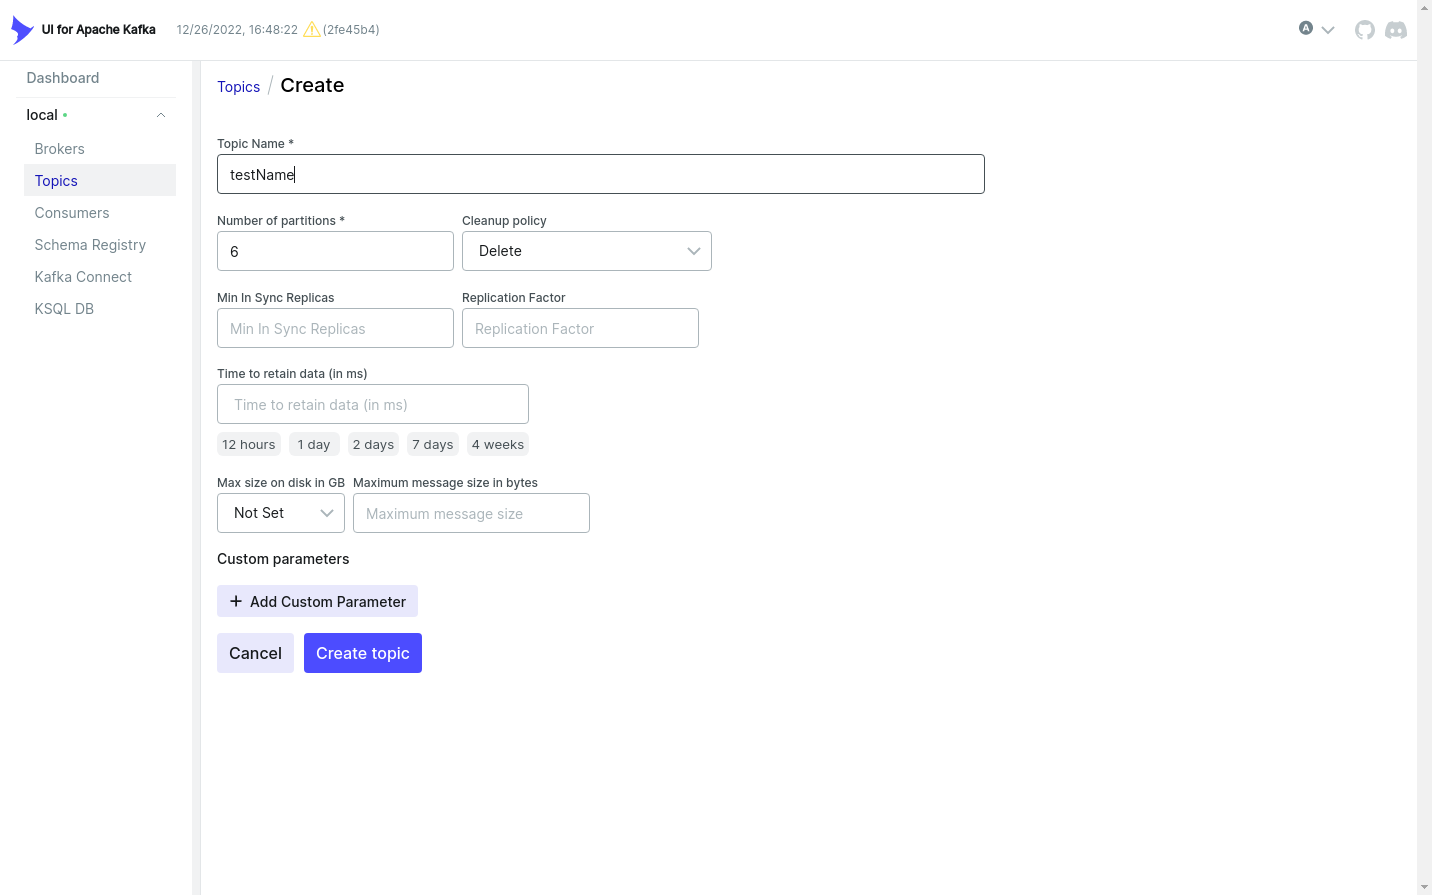 UI for Apache Kafka 12/26/2022, 16:48:22 (2fe45b4) A
Dashboard
local
Brokers
Topics
Consumers
Schema Registry
Kafka Connect
KSQL DB
Topics / Create
Topic Name *
testName
Number of partitions * Cleanup policy
6 Delete
Min In Sync Replicas Replication Factor
Min In Sync Replicas Replication Factor
Time to retain data (in ms)
Time to retain data (in ms)
12 hours 1 day 2 days 7 days 4 weeks
Max size on disk in GB Maximum message size in bytes
Not Set Maximum message size
Custom parameters
+ Add Custom Parameter
Cancel Create topic